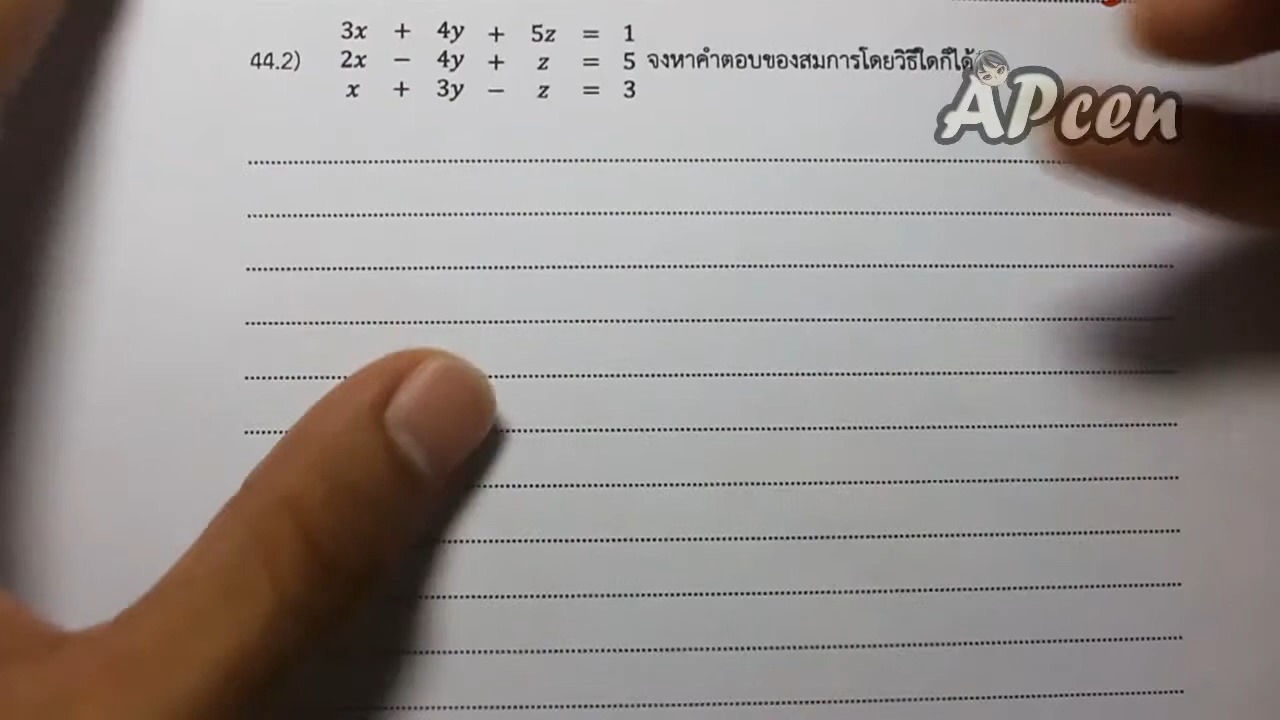 3x + 4y + 5z = 1
44.2) 2x − 4y + z = 5 จงหาคำตอบของสมการโดยวิธีใดก็ได้
x + 3y − z = 3
APcen